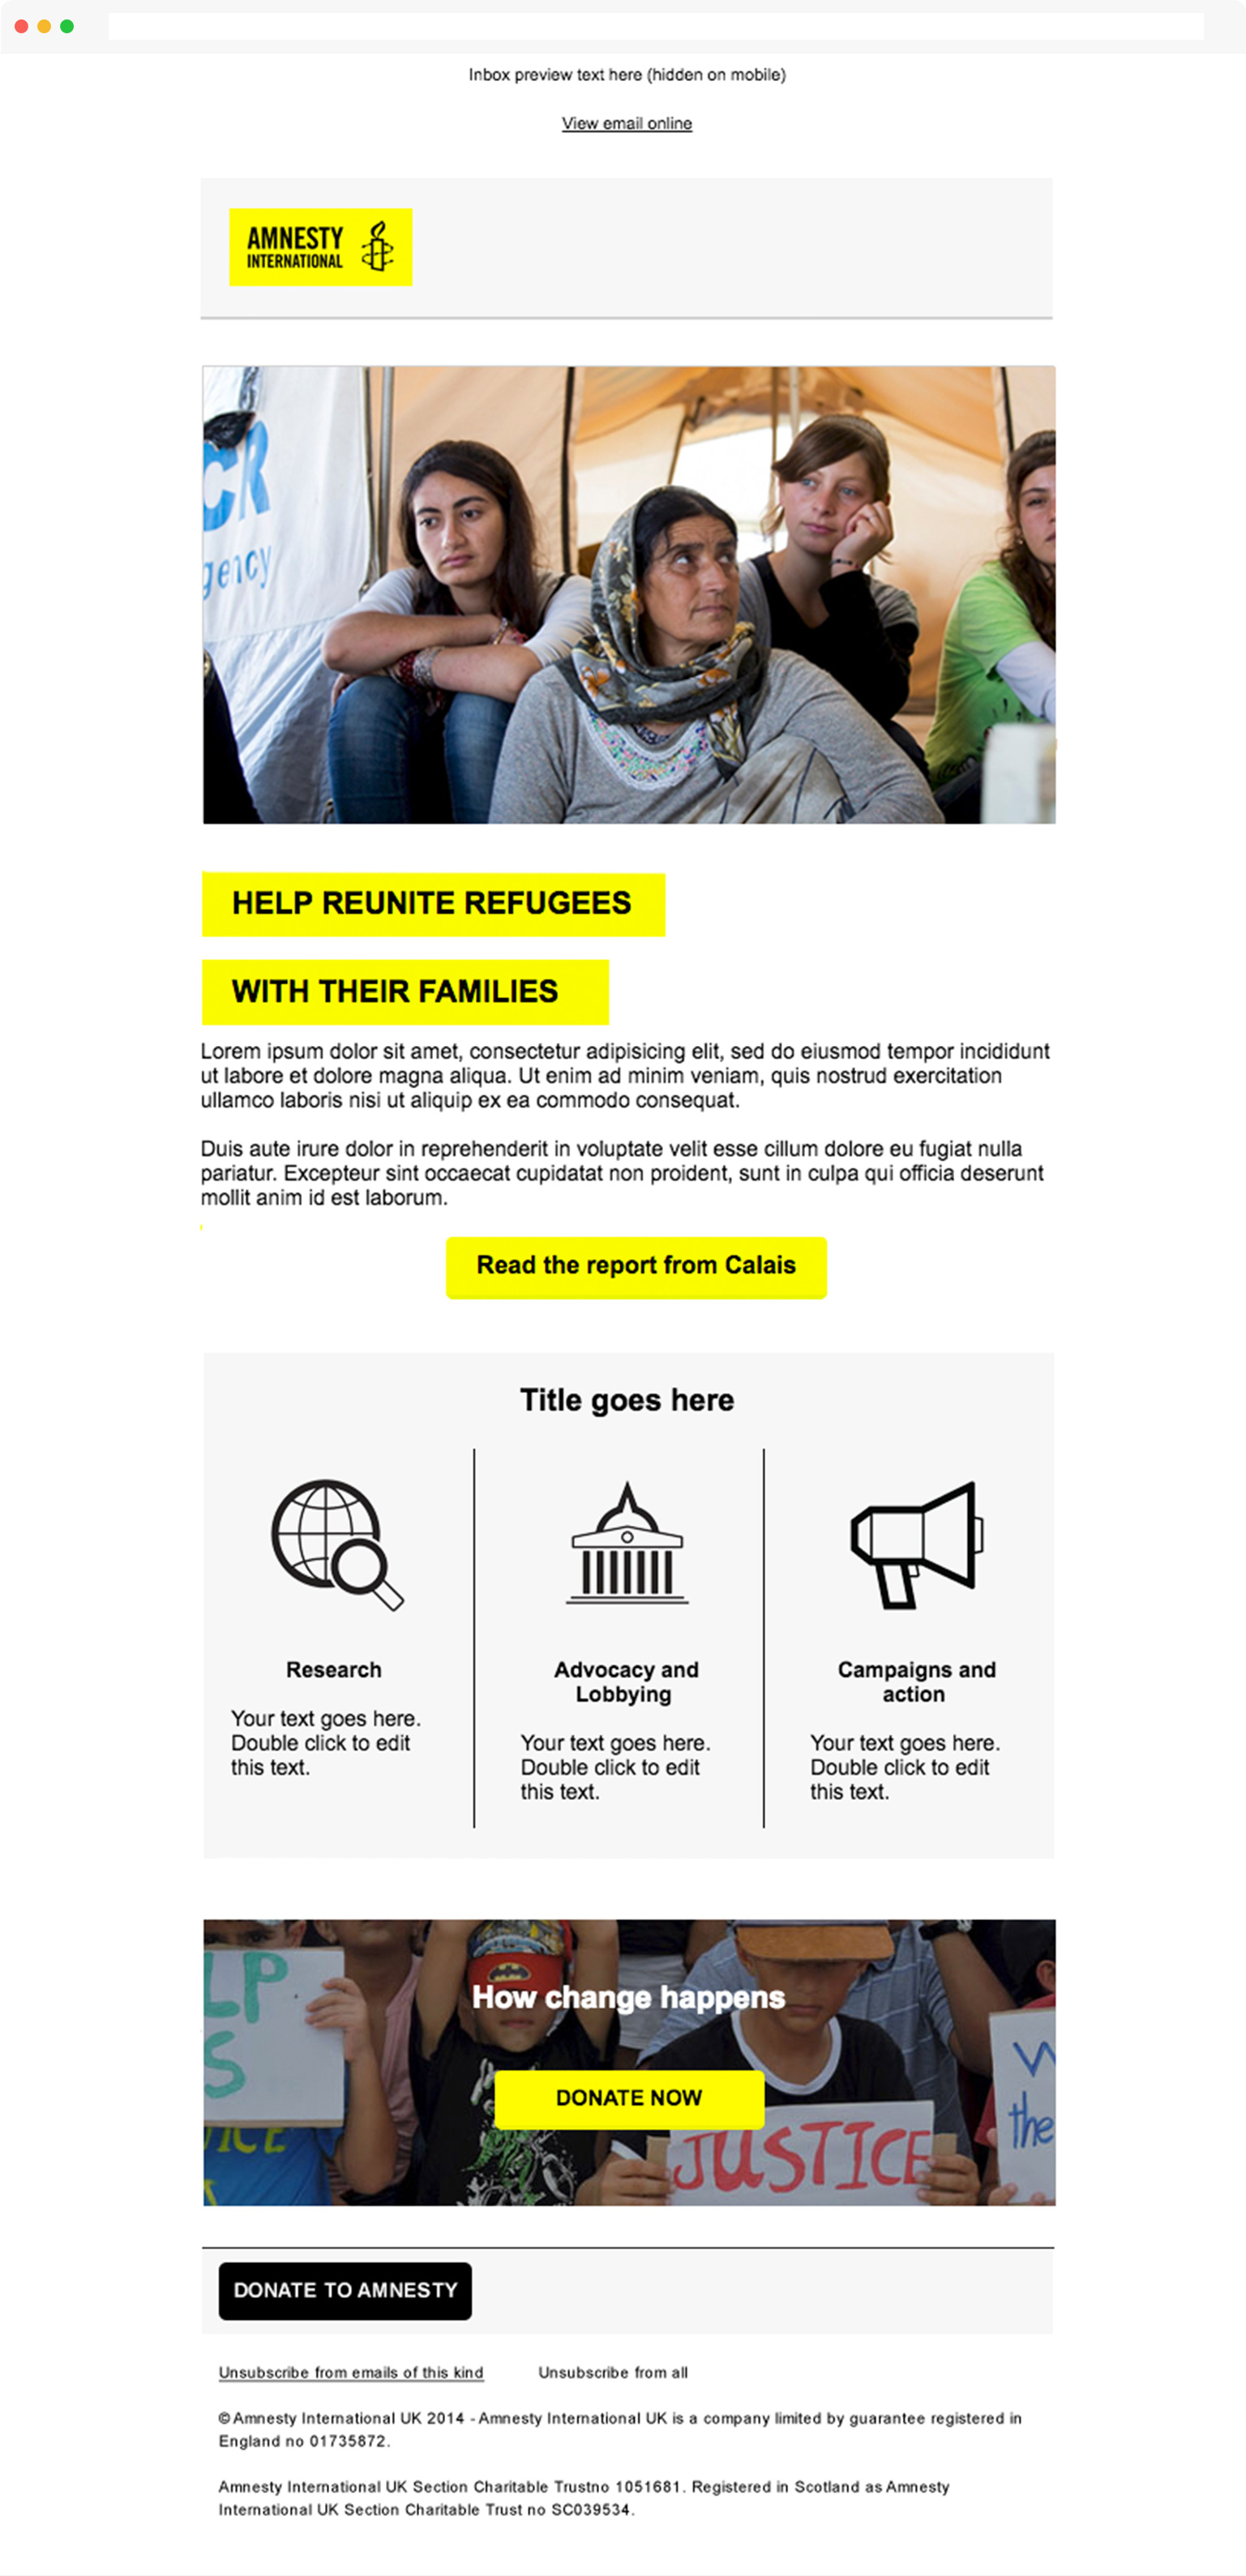 Inbox preview text here (hidden on mobile)
View email online
AMNESTY
INTERNATIONAL
CR
gency
HELP REUNITE REFUGEES
WITH THEIR FAMILIES
Lorem ipsum dolor sit amet, consectetur adipisicing elit, sed do eiusmod tempor incididunt
ut labore et dolore magna aliqua. Ut enim ad minim veniam, quis nostrud exercitation
ullamco laboris nisi ut aliquip ex ea commodo consequat.
Duis aute irure dolor in reprehenderit in voluptate velit esse cillum dolore eu fugiat nulla
pariatur. Excepteur sint occaecat cupidatat non proident, sunt in culpa qui officia deserunt
mollit anim id est laborum.
Read the report from Calais
Title goes here
Research
Your text goes here.
Double click to edit
this text.
Advocacy and
Lobbying
Your text goes here.
Double click to edit
this text.
Campaigns and
action
Your text goes here.
Double click to edit
this text.
How change happens
DONATE NOW
LP
S
ICE
JUSTICE
W
the
DONATE TO AMNESTY
Unsubscribe from emails of this kind
Unsubscribe from all
© Amnesty International UK 2014 - Amnesty International UK is a company limited by guarantee registered in
England no 01735872.
Amnesty International UK Section Charitable Trustno 1051681. Registered in Scotland as Amnesty
International UK Section Charitable Trust no SC039534.